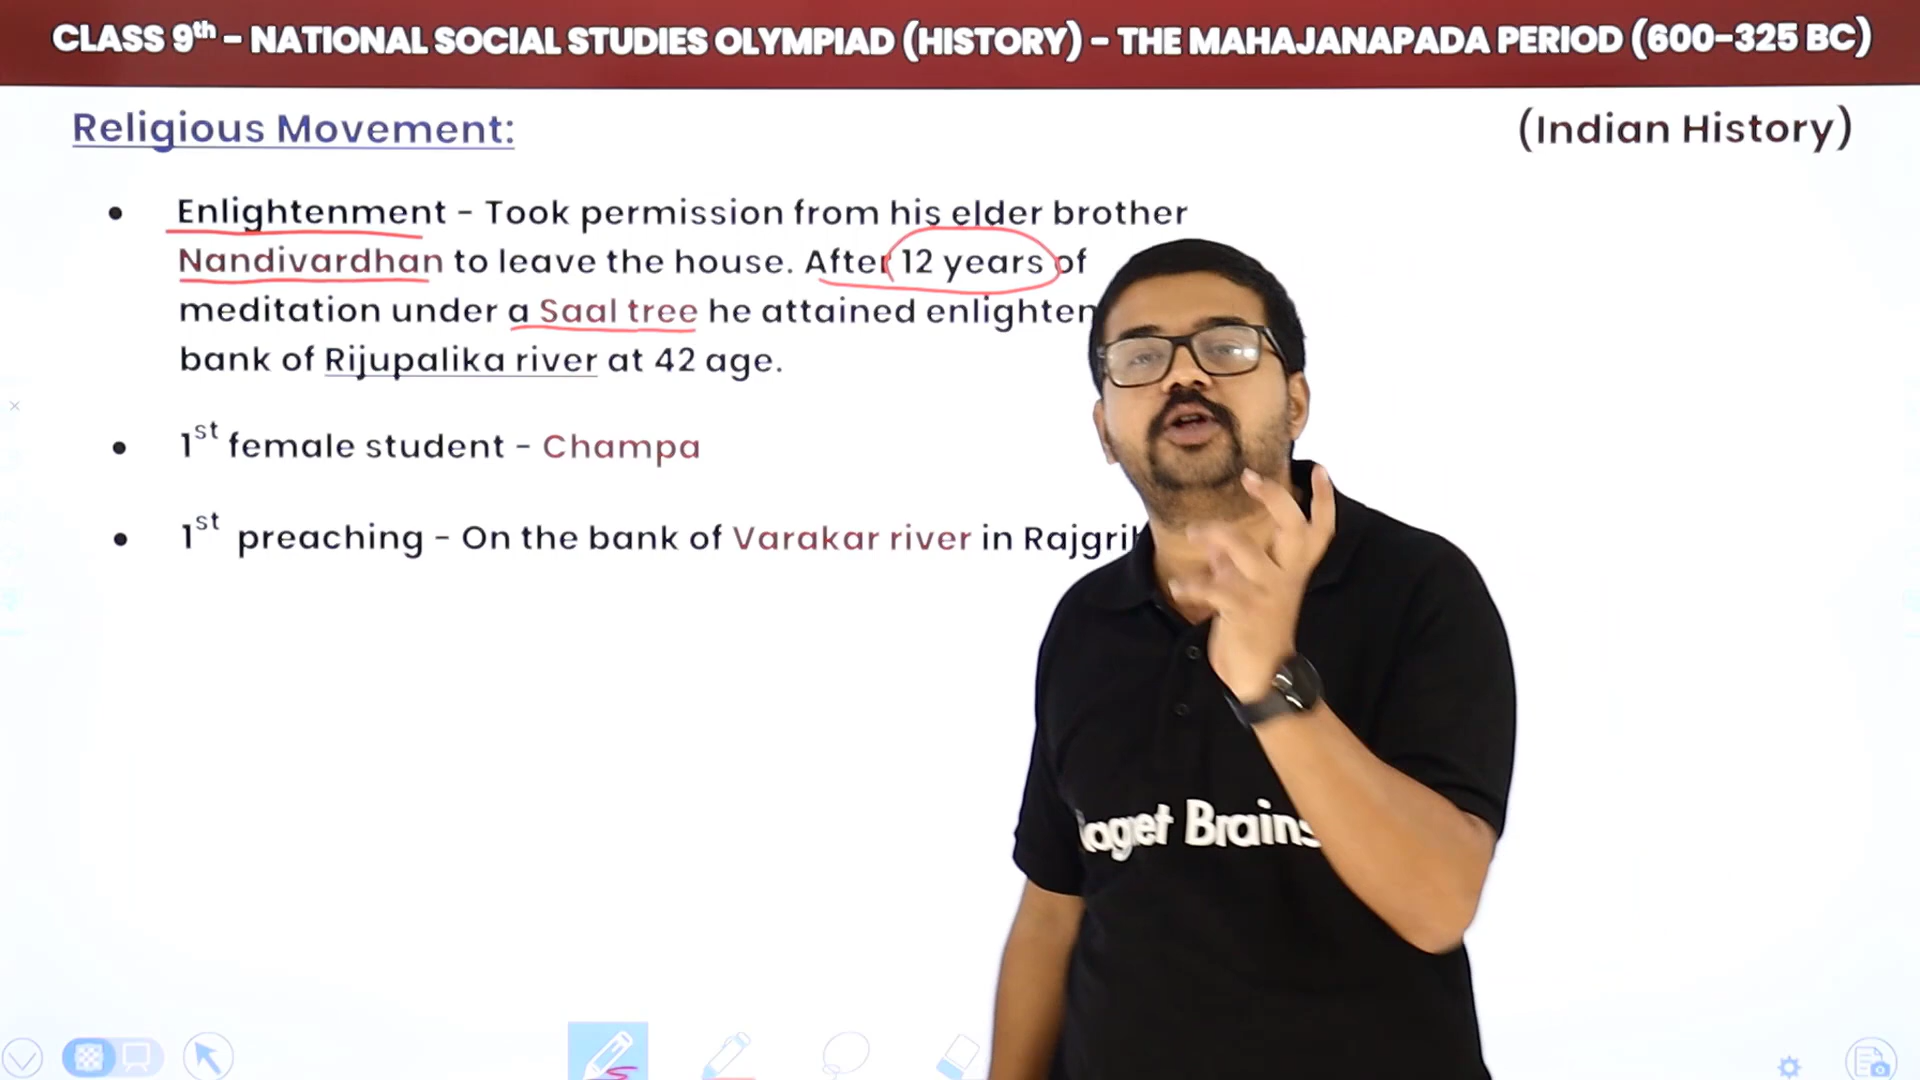 CLASS 9th - NATIONAL SOCIAL STUDIES OLYMPIAD (HISTORY) - THE MAHAJANAPADA PERIOD (600-325 BC)
Religious Movement:
(Indian History)
• Enlightenment - Took permission from his elder brother
Nandivardhan to leave the house. After 12 years of
meditation under a Saal tree he attained
bank of Rijupalika river at 42 age.
• 1st female student - Champa
• 1st preaching - On the bank of Varakar river in
Brains